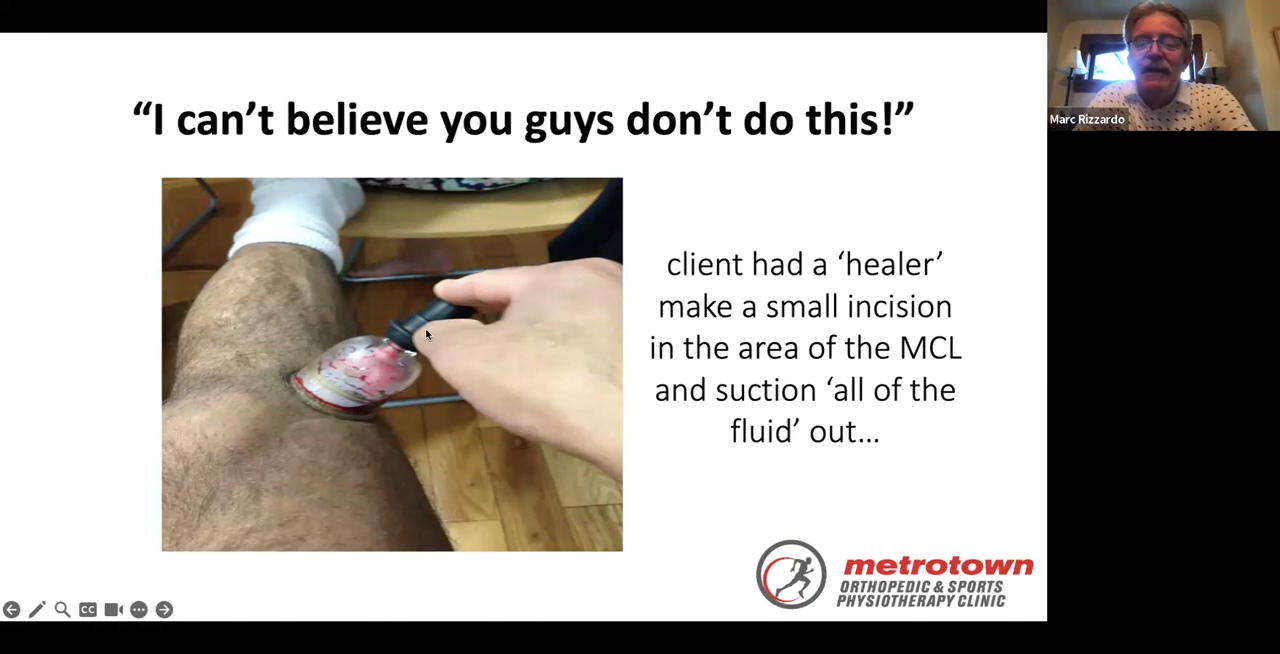 “I can’t believe you guys don’t do this!”
Marc Rizzardo
client had a ‘healer’
make a small incision
in the area of the MCL
and suction ‘all of the
fluid’ out...
metrotown
ORTHOPEDIC & SPORTS
PHYSIOTHERAPY CLINIC
CC